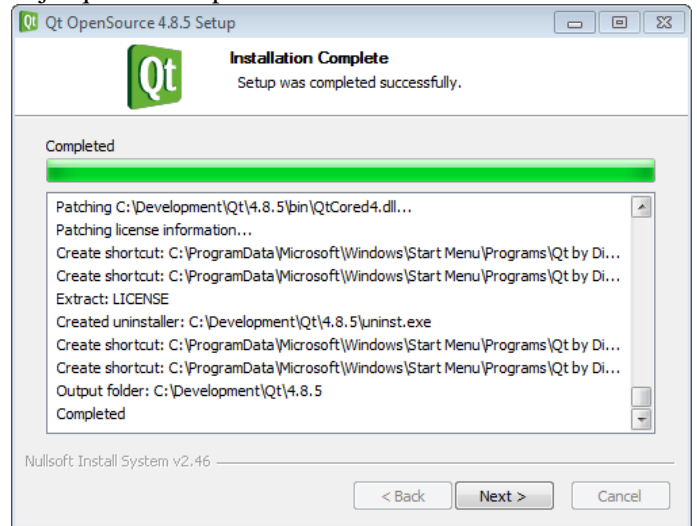 Qt OpenSource 4.8.5 Setup
Qt
Installation Complete
Setup was completed successfully.
Completed
Patching C:\Development\Qt\4.8.5\bin\QtCored4.dll...
Patching license information...
Create shortcut: C:\ProgramData\Microsoft\Windows\Start Menu\Programs\Qt by Di...
Create shortcut: C:\ProgramData\Microsoft\Windows\Start Menu\Programs\Qt by Di...
Extract: LICENSE
Created uninstaller: C:\Development\Qt\4.8.5\uninst.exe
Create shortcut: C:\ProgramData\Microsoft\Windows\Start Menu\Programs\Qt by Di...
Create shortcut: C:\ProgramData\Microsoft\Windows\Start Menu\Programs\Qt by Di...
Output folder: C:\Development\Qt\4.8.5
Completed
Nullsoft Install System v2.46
< Back Next > Cancel